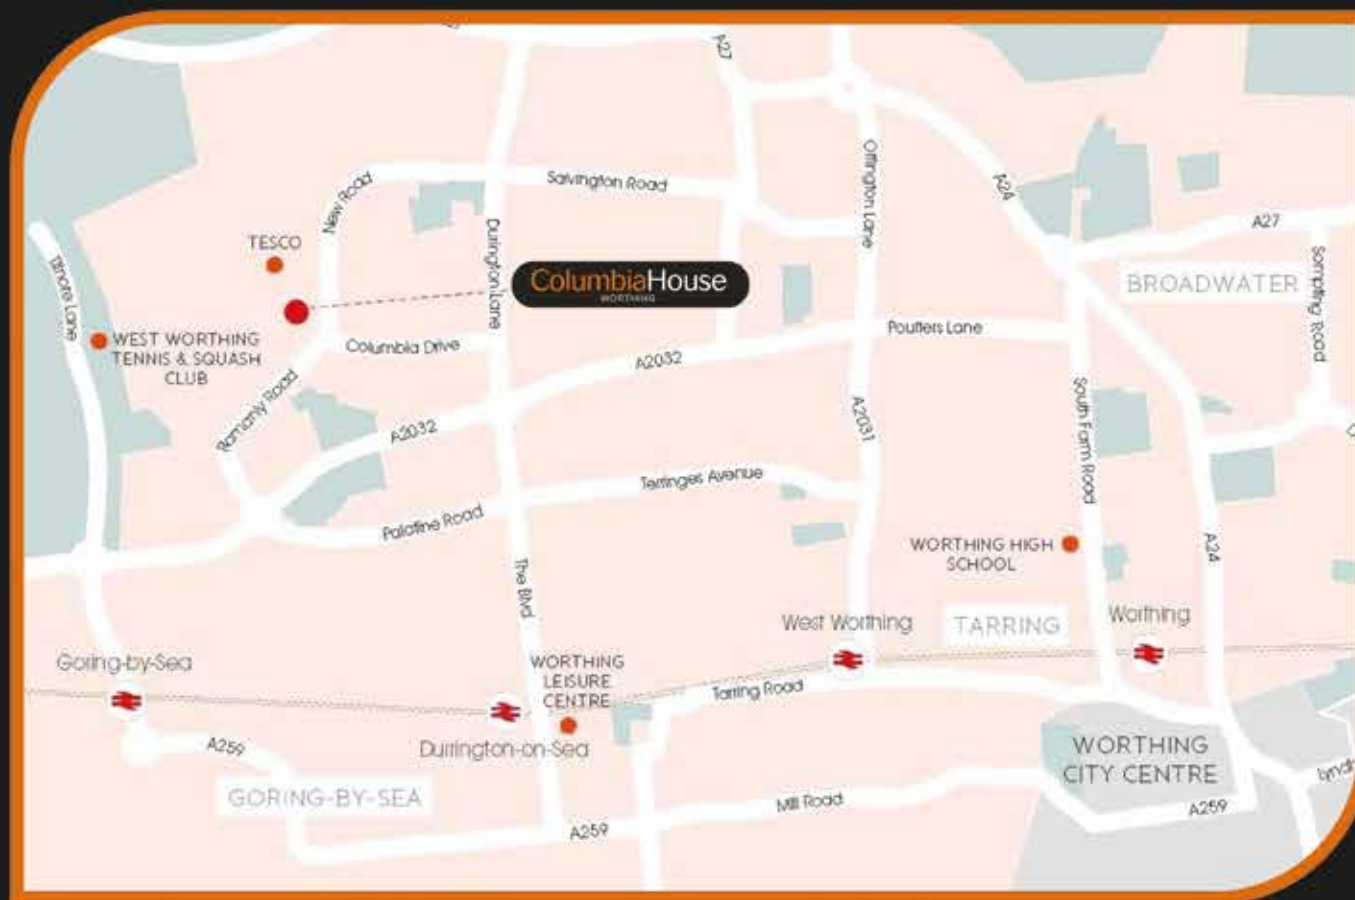 A27
A24
Offington Lane
New Road
Salvington Road
A27
TESCO
Durrington Lane
Titnore Lane
ColumbiaHouse
WORTHING
BROADWATER
Sompting Road
WEST WORTHING
TENNIS & SQUASH
CLUB
Columbia Drive
A2032
Poulters Lane
Romany Road
A2032
A2031
South Farm Road
Terringes Avenue
Palatine Road
WORTHING HIGH
SCHOOL
A24
The Blvd
West Worthing
TARRING
Worthing
Goring-by-Sea
WORTHING
LEISURE
CENTRE
Tarring Road
A259
Durrington-on-Sea
WORTHING
CITY CENTRE
GORING-BY-SEA
Mill Road
A259
A259